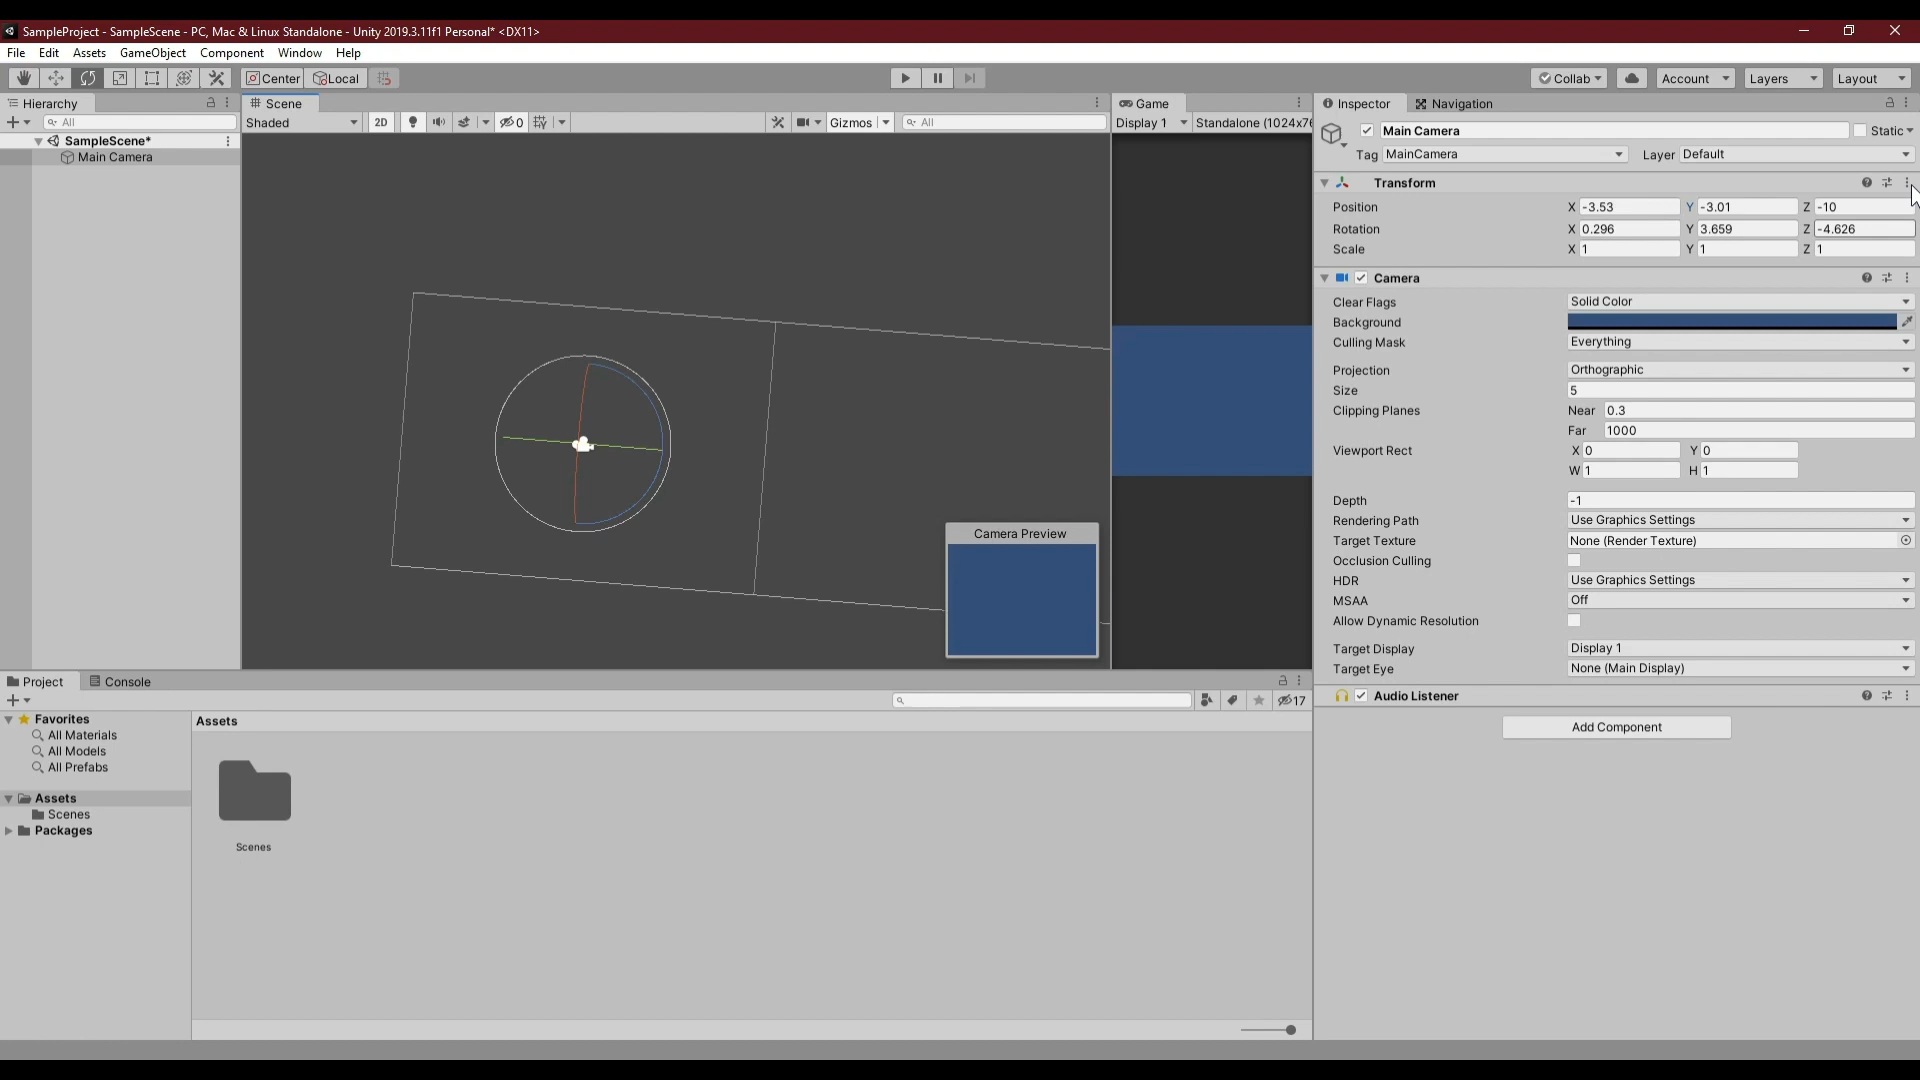 SampleProject - SampleScene - PC, Mac & Linux Standalone - Unity 2019.3.11f1 Personal* <DX11>
File Edit Assets GameObject Component Window Help
Center Local Collab Account Layers Layout
Hierarchy
All
SampleScene*
Main Camera
Scene
Shaded 2D 0 Gizmos All
Camera Preview
Game
Display 1 Standalone (1024x76
Inspector Navigation
Main Camera Static
Tag MainCamera Layer Default
Transform
Position X -3.53 Y -3.01 Z -10
Rotation X 0.296 Y 3.659 Z -4.626
Scale X 1 Y 1 Z 1
Camera
Clear Flags Solid Color
Background
Culling Mask Everything
Projection Orthographic
Size 5
Clipping Planes Near 0.3
Far 1000
Viewport Rect X 0 Y 0
W 1 H 1
Depth -1
Rendering Path Use Graphics Settings
Target Texture None (Render Texture)
Occlusion Culling
HDR Use Graphics Settings
MSAA Off
Allow Dynamic Resolution
Target Display Display 1
Target Eye None (Main Display)
Audio Listener
Add Component
Project Console
17
Favorites
All Materials
All Models
All Prefabs
Assets
Scenes
Packages
Assets
Scenes